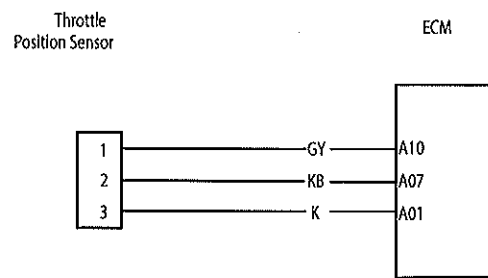 Throttle
Position Sensor
ECM
1 GY A10
2 KB A07
3 K A01